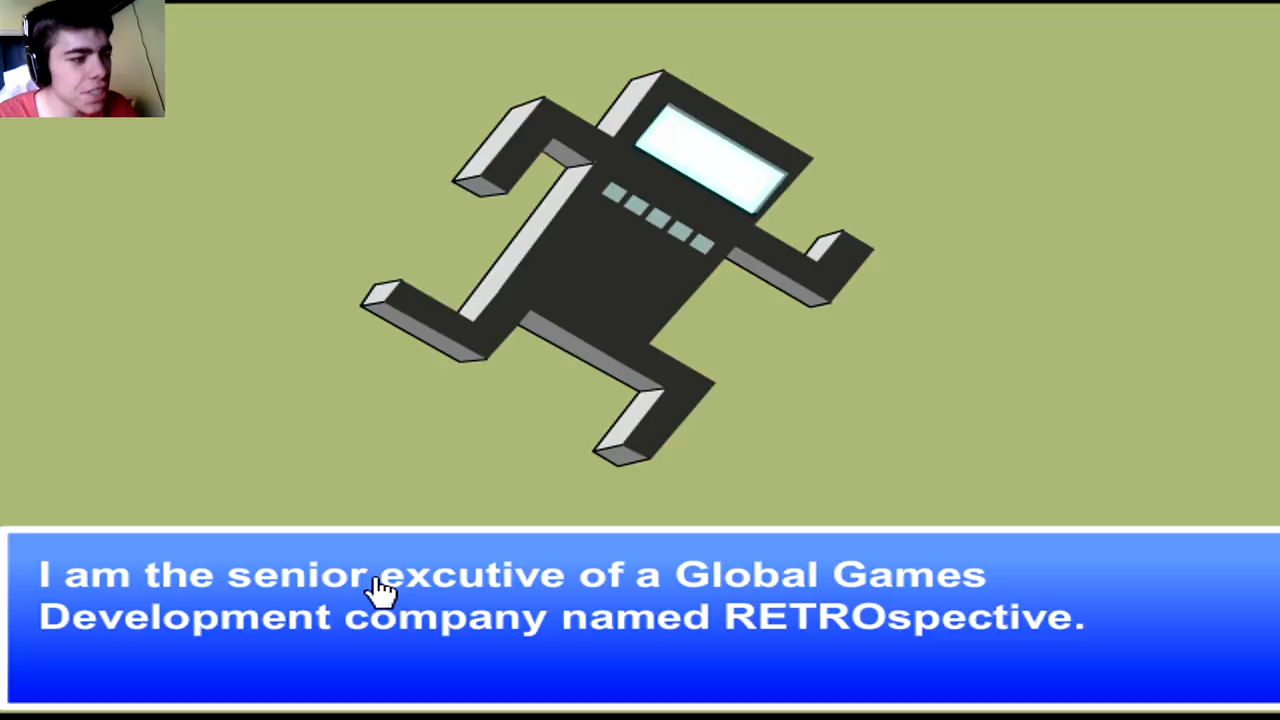 I am the senior excutive of a Global Games
Development company named RETROspective.